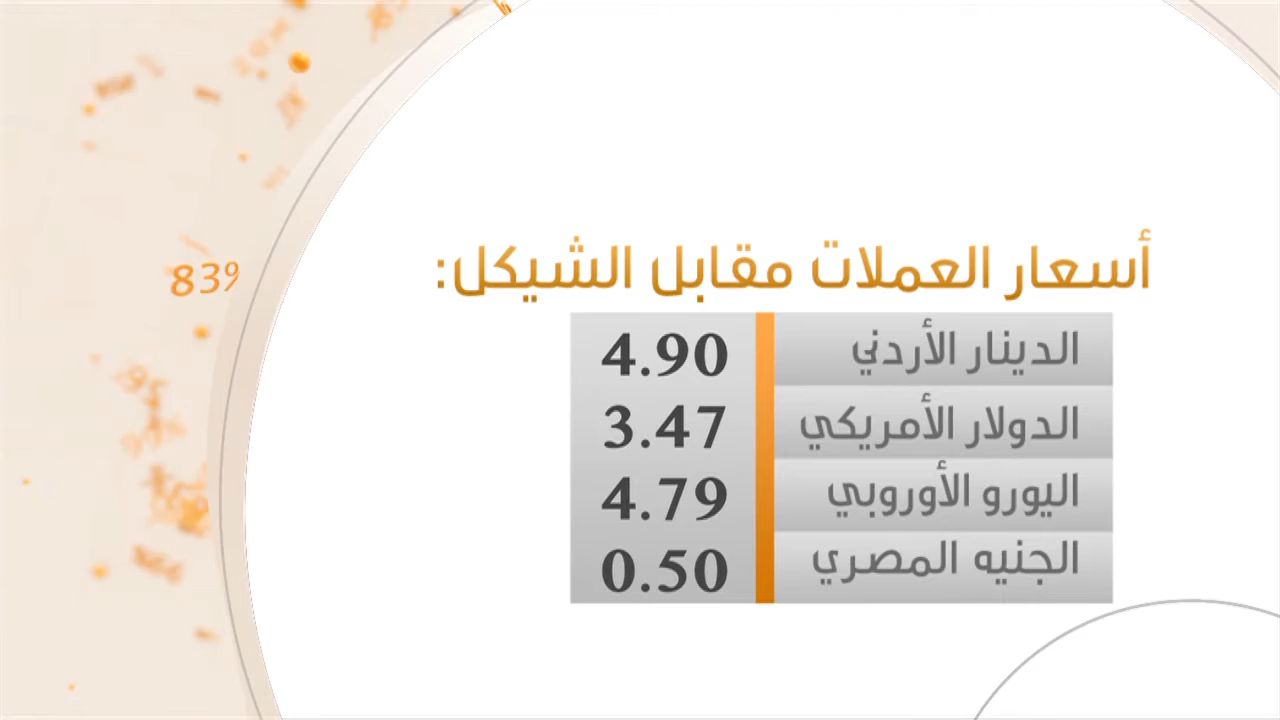 أسعار العملات مقابل الشيكل:
الدينار الأردني 4.90
الدولار الأمريكي 3.47
اليورو الأوروبي 4.79
الجنيه المصري 0.50
839